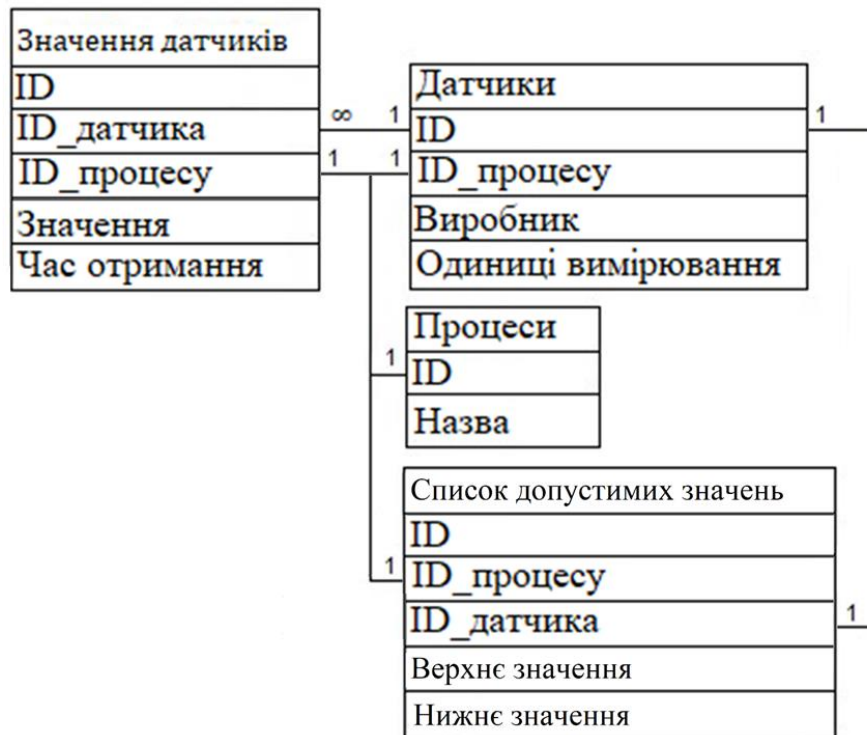 Значення датчиків
ID
ID_датчика
ID_процесу
Значення
Час отримання
∞ 1
1 1
Датчики
ID
ID_процесу
Виробник
Одиниці вимірювання
1
1
Процеси
ID
Назва
1
Список допустимих значень
ID
ID_процесу
ID_датчика
Верхнє значення
Нижнє значення
1